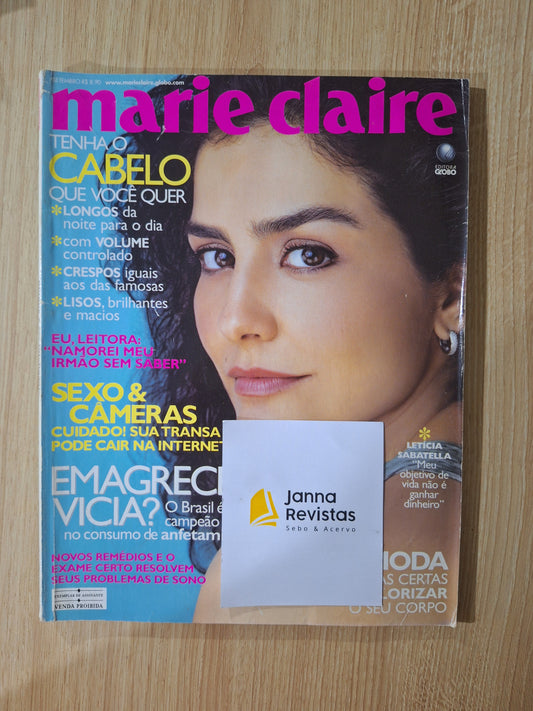 SETEMBRO R$ 8,90 www.marieclaire.globo.com
marie claire
EDITORA
GLOBO
TENHA O
CABELO
QUE VOCÊ QUER
*LONGOS da
noite para o dia
*com VOLUME
controlado
*CRESPOS iguais
aos das famosas
*LISOS, brilhantes
e macios
EU, LEITORA:
"NAMOREI MEU
IRMÃO SEM SABER"
SEXO &
CÂMERAS
CUIDADO! SUA TRANSA
PODE CAIR NA INTERNET
*
LETÍCIA
SABATELLA
"Meu
objetivo de
vida não é
ganhar
dinheiro"
EMAGRECE
VICIA? O Brasil é
campeão
no consumo de anfetam
Janna
Revistas
Sebo & Acervo
NOVOS REMÉDIOS E O
EXAME CERTO RESOLVEM
SEUS PROBLEMAS DE SONO
MODA
AS CERTAS
ALORIZAR
O SEU CORPO
EXEMPLAR DE ASSINANTE
VENDA PROIBIDA